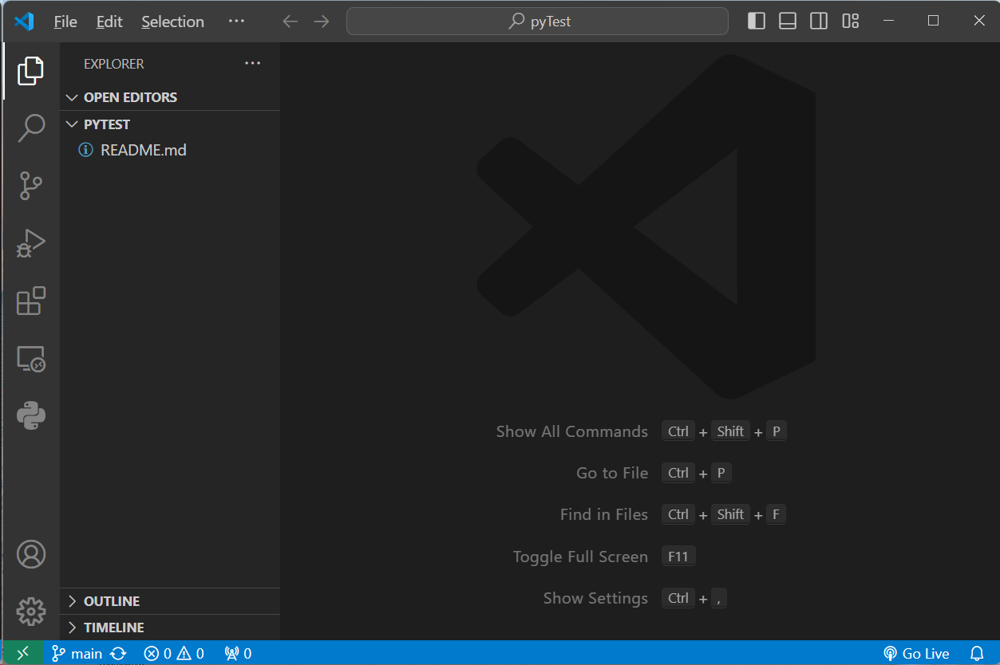 File Edit Selection ··· pyTest
EXPLORER ···
OPEN EDITORS
PYTEST
README.md
Show All Commands Ctrl + Shift + P
Go to File Ctrl + P
Find in Files Ctrl + Shift + F
Toggle Full Screen F11
Show Settings Ctrl + ,
OUTLINE
TIMELINE
main 0 0 0 Go Live